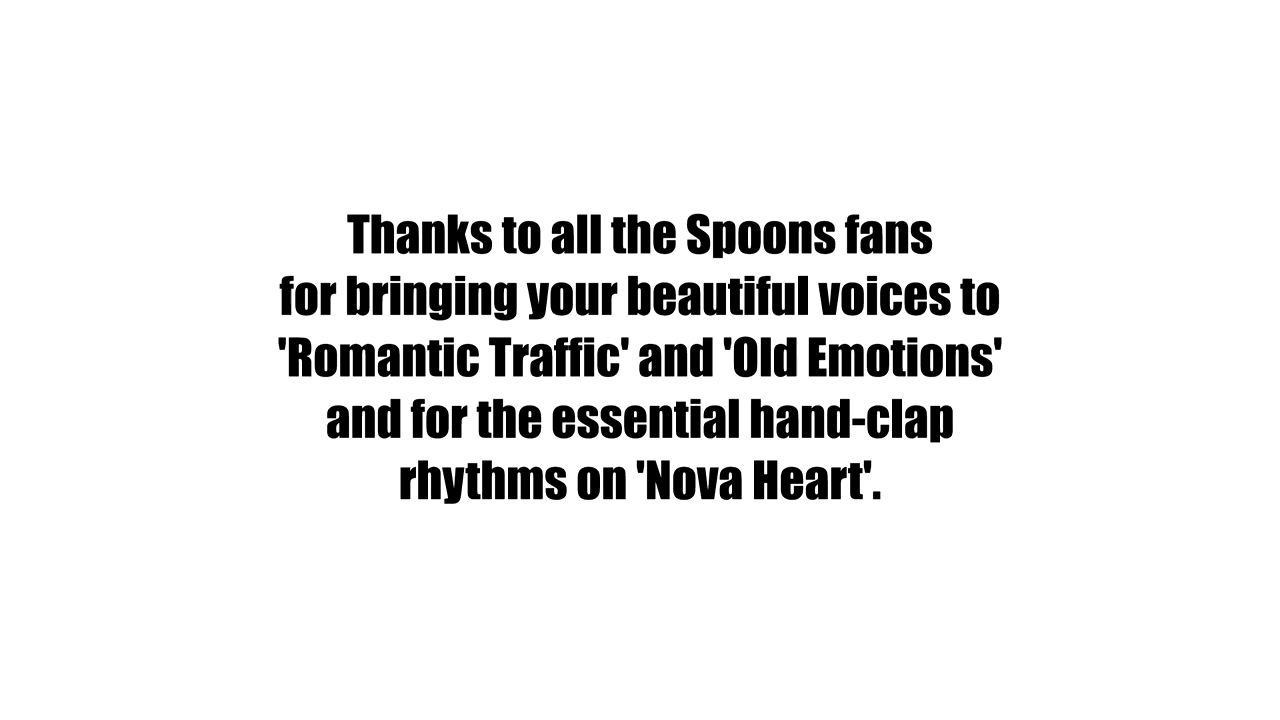 Thanks to all the Spoons fans
for bringing your beautiful voices to
'Romantic Traffic' and 'Old Emotions'
and for the essential hand-clap
rhythms on 'Nova Heart'.